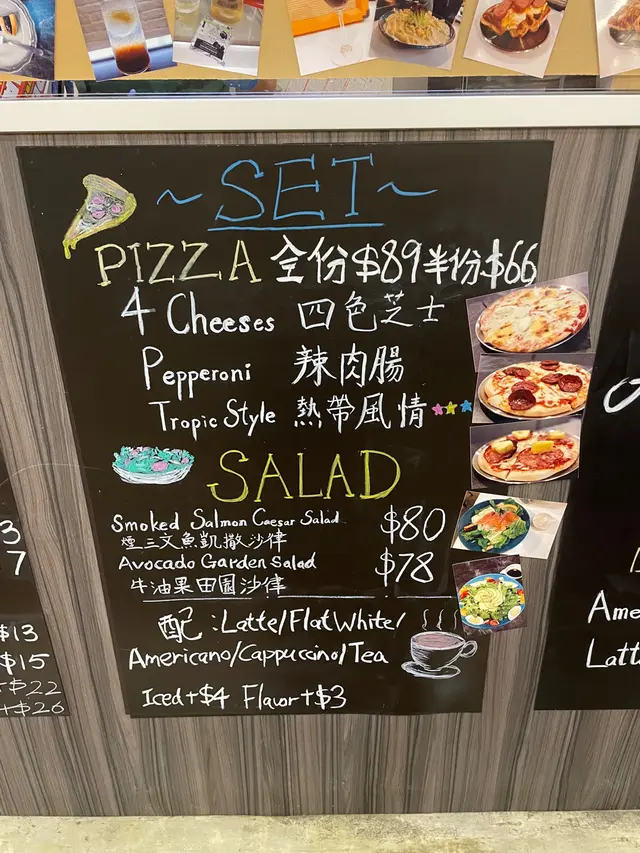 ~ SET ~
PIZZA 全份$89半份$66
4 Cheeses 四色芝士
Pepperoni 辣肉腸
Tropic Style 熱帶風情
SALAD
Smoked Salmon Caesar Salad $80
煙三文魚凱撒沙律
Avocado Garden Salad $78
牛油果田園沙律
配:Latte/Flat White/
Americano/Cappuccino/Tea
Iced+$4 Flavor+$3
3
7
$13
$15
+$22
+$26
Ame
Latt